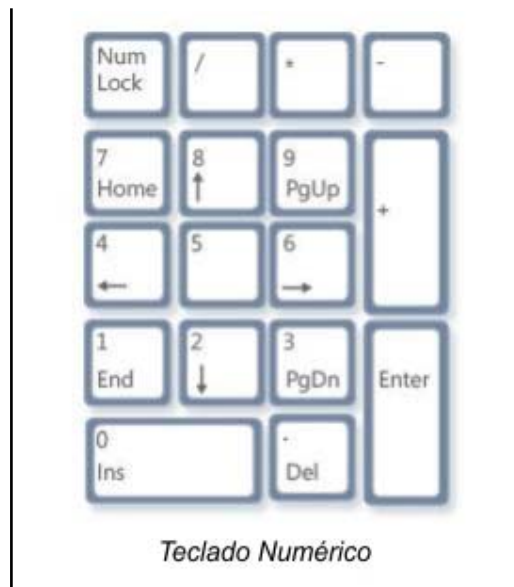 Num
Lock
/
*
-
7
Home
8
↑
9
PgUp
+
4
←
5
6
→
1
End
2
↓
3
PgDn
Enter
0
Ins
.
Del
Teclado Numérico